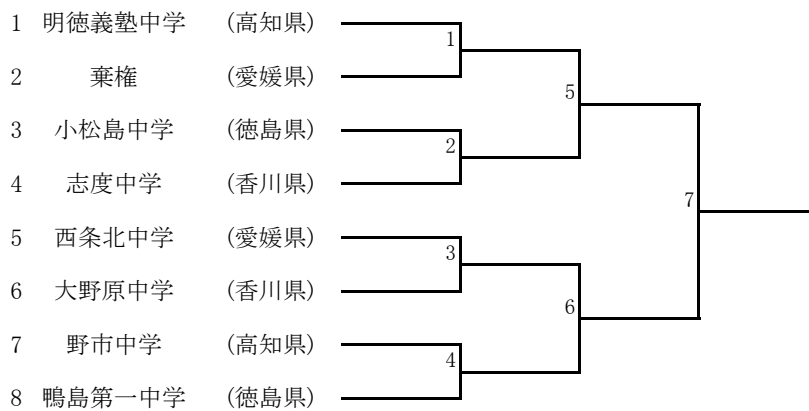 1 明徳義塾中学 (高知県)
2 棄権 (愛媛県)
3 小松島中学 (徳島県)
4 志度中学 (香川県)
5 西条北中学 (愛媛県)
6 大野原中学 (香川県)
7 野市中学 (高知県)
8 鴨島第一中学 (徳島県)
1
2
3
4
5
6
7